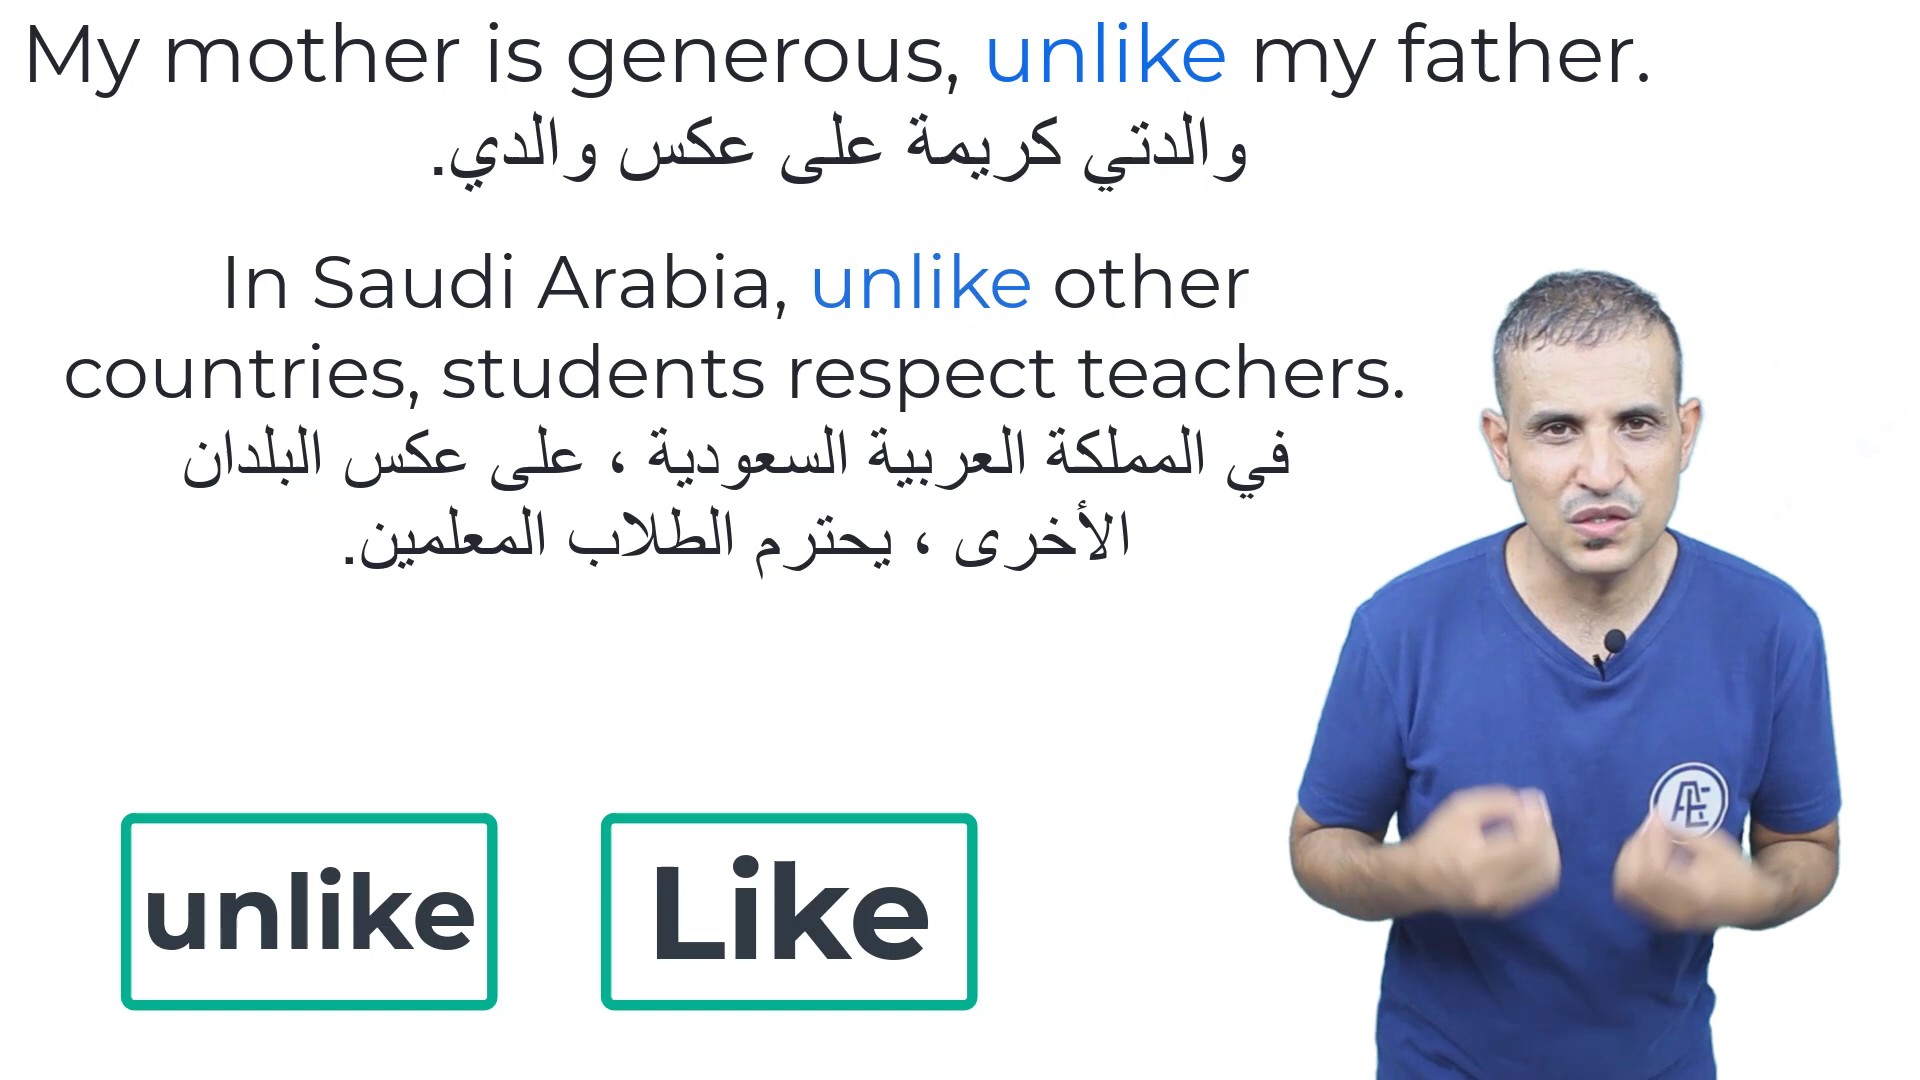 My mother is generous, unlike my father.
والدتي كريمة على عكس والدي.
In Saudi Arabia, unlike other
countries, students respect teachers.
في المملكة العربية السعودية ، على عكس البلدان
الأخرى ، يحترم الطلاب المعلمين.
unlike
Like
AE